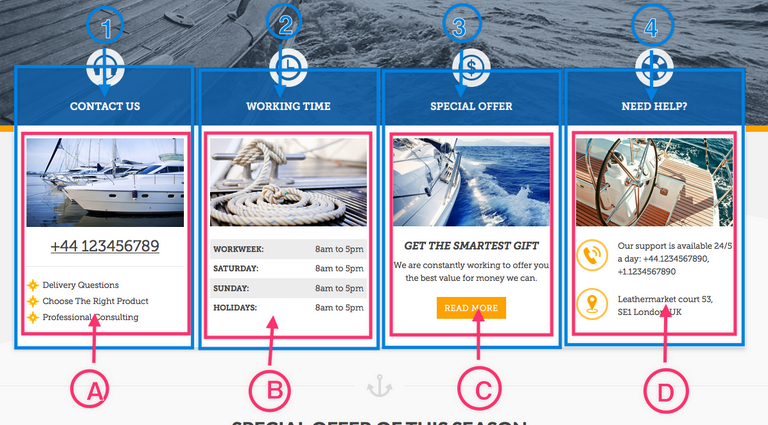 1
2
3
4
CONTACT US
WORKING TIME
SPECIAL OFFER
NEED HELP?
+44 123456789
Delivery Questions
Choose The Right Product
Professional Consulting
WORKWEEK: 8am to 5pm
SATURDAY: 8am to 5pm
SUNDAY: 8am to 5pm
HOLIDAYS: 8am to 5pm
GET THE SMARTEST GIFT
We are constantly working to offer you
the best value for money we can.
READ MORE
Our support is available 24/5
a day: +44.1234567890,
+1.1234567890
Leathermarket court 53,
SE1 London, UK
A
B
C
D
SPECIAL OFFER OF THIS SEASON